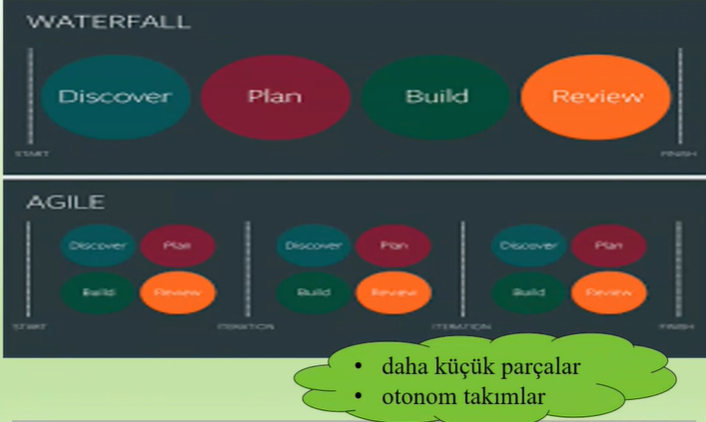 WATERFALL
Discover Plan Build Review
START FINISH
AGILE
Discover Plan Discover Plan Discover Plan
Build Review Build Review Build Review
START ITERATION ITERATION FINISH
• daha küçük parçalar
• otonom takımlar